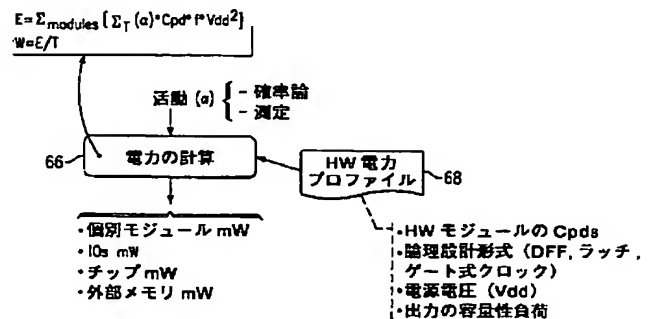 E=Σmodules{ΣT(α)*Cpd*f*Vdd²}
W=E/T
活動 (α)
- 確率論
- 測定
66
電力の計算
HW 電力
プロファイル
68
・個別モジュール mW
・IOs mW
・チップ mW
・外部メモリ mW
・HW モジュールの Cpds
・論理設計形式 (DFF, ラッチ,
ゲート式クロック)
・電源電圧 (Vdd)
・出力の容量性負荷